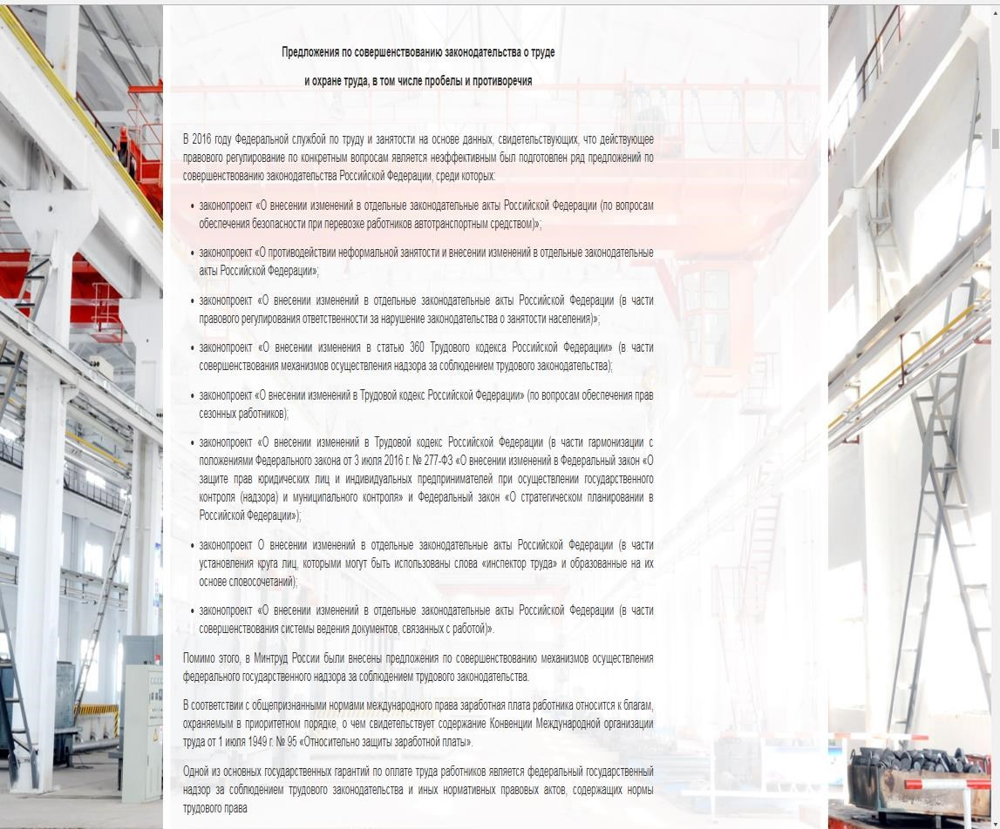 Предложения по совершенствованию законодательства о труде
и охране труда, в том числе пробелы и противоречия
В 2016 году Федеральной службой по труду и занятости на основе данных, свидетельствующих, что действующее
правового регулирование по конкретным вопросам является неэффективным был подготовлен ряд предложений по
совершенствованию законодательства Российской Федерации, среди которых:
• законопроект «О внесении изменений в отдельные законодательные акты Российской Федерации (по вопросам
обеспечения безопасности при перевозке работников автотранспортным средством)»;
• законопроект «О противодействии неформальной занятости и внесении изменений в отдельные законодательные
акты Российской Федерации»;
• законопроект «О внесении изменений в отдельные законодательные акты Российской Федерации (в части
правового регулирования ответственности за нарушение законодательства о занятости населения)»;
• законопроект «О внесении изменения в статью 360 Трудового кодекса Российской Федерации» (в части
совершенствования механизмов осуществления надзора за соблюдением трудового законодательства);
• законопроект «О внесении изменений в Трудовой кодекс Российской Федерации» (по вопросам обеспечения прав
сезонных работников);
• законопроект «О внесении изменений в Трудовой кодекс Российской Федерации (в части гармонизации с
положениями Федерального закона от 3 июля 2016 г. № 277-ФЗ «О внесении изменений в Федеральный закон «О
защите прав юридических лиц и индивидуальных предпринимателей при осуществлении государственного
контроля (надзора) и муниципального контроля» и Федеральный закон «О стратегическом планировании в
Российской Федерации»);
• законопроект О внесении изменений в отдельные законодательные акты Российской Федерации (в части
установления круга лиц, которыми могут быть использованы слова «инспектор труда» и образованные на их
основе словосочетаний);
• законопроект «О внесении изменений в отдельные законодательные акты Российской Федерации (в части
совершенствования системы ведения документов, связанных с работой)».
Помимо этого, в Минтруд России были внесены предложения по совершенствованию механизмов осуществления
федерального государственного надзора за соблюдением трудового законодательства.
В соответствии с общепризнанными нормами международного права заработная плата работника относится к благам,
охраняемым в приоритетном порядке, о чем свидетельствует содержание Конвенции Международной организации
труда от 1 июля 1949 г. № 95 «Относительно защиты заработной платы».
Одной из основных государственных гарантий по оплате труда работников является федеральный государственный
надзор за соблюдением трудового законодательства и иных нормативных правовых актов, содержащих нормы
трудового права